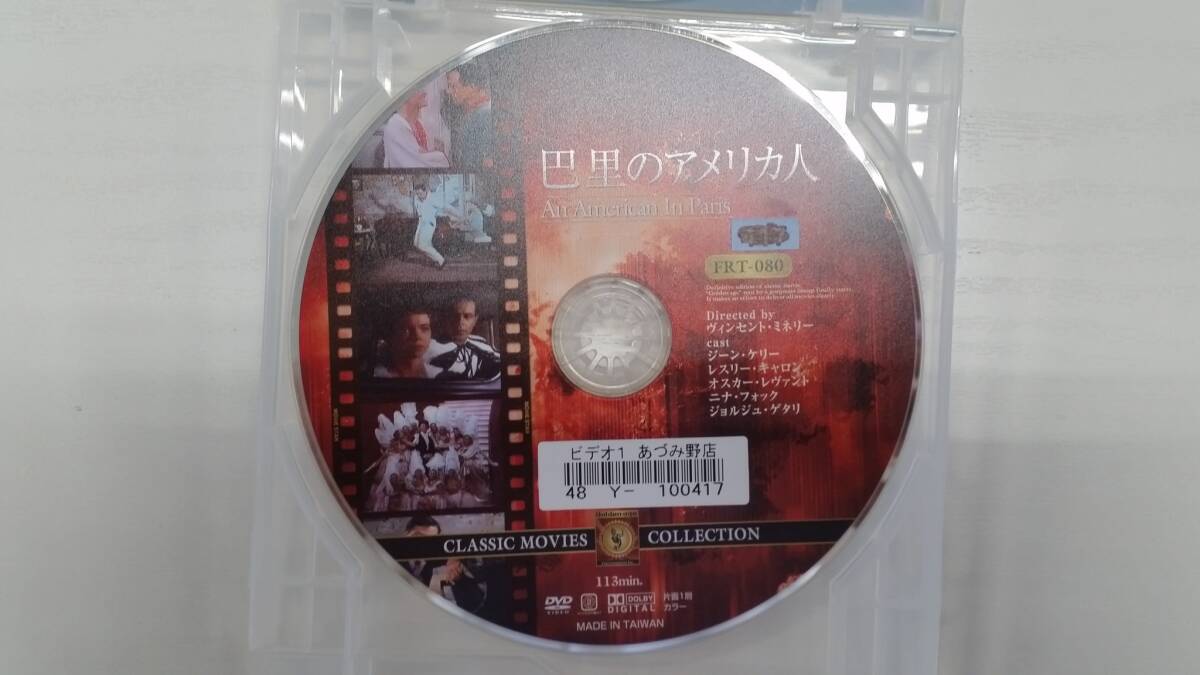 巴里のアメリカ人
An American In Paris
FRT-080
Directed by
ヴィンセント・ミネリー
cast
ジーン・ケリー
レスリー・キャロン
オスカー・レヴァント
ニナ・フォック
ジョルジュ・ゲタリ
ビデオ1 あづみ野店
48 Y- 100417
CLASSIC MOVIES COLLECTION
113min.
DVD VIDEO
DOLBY DIGITAL
片面1層
カラー
MADE IN TAIWAN